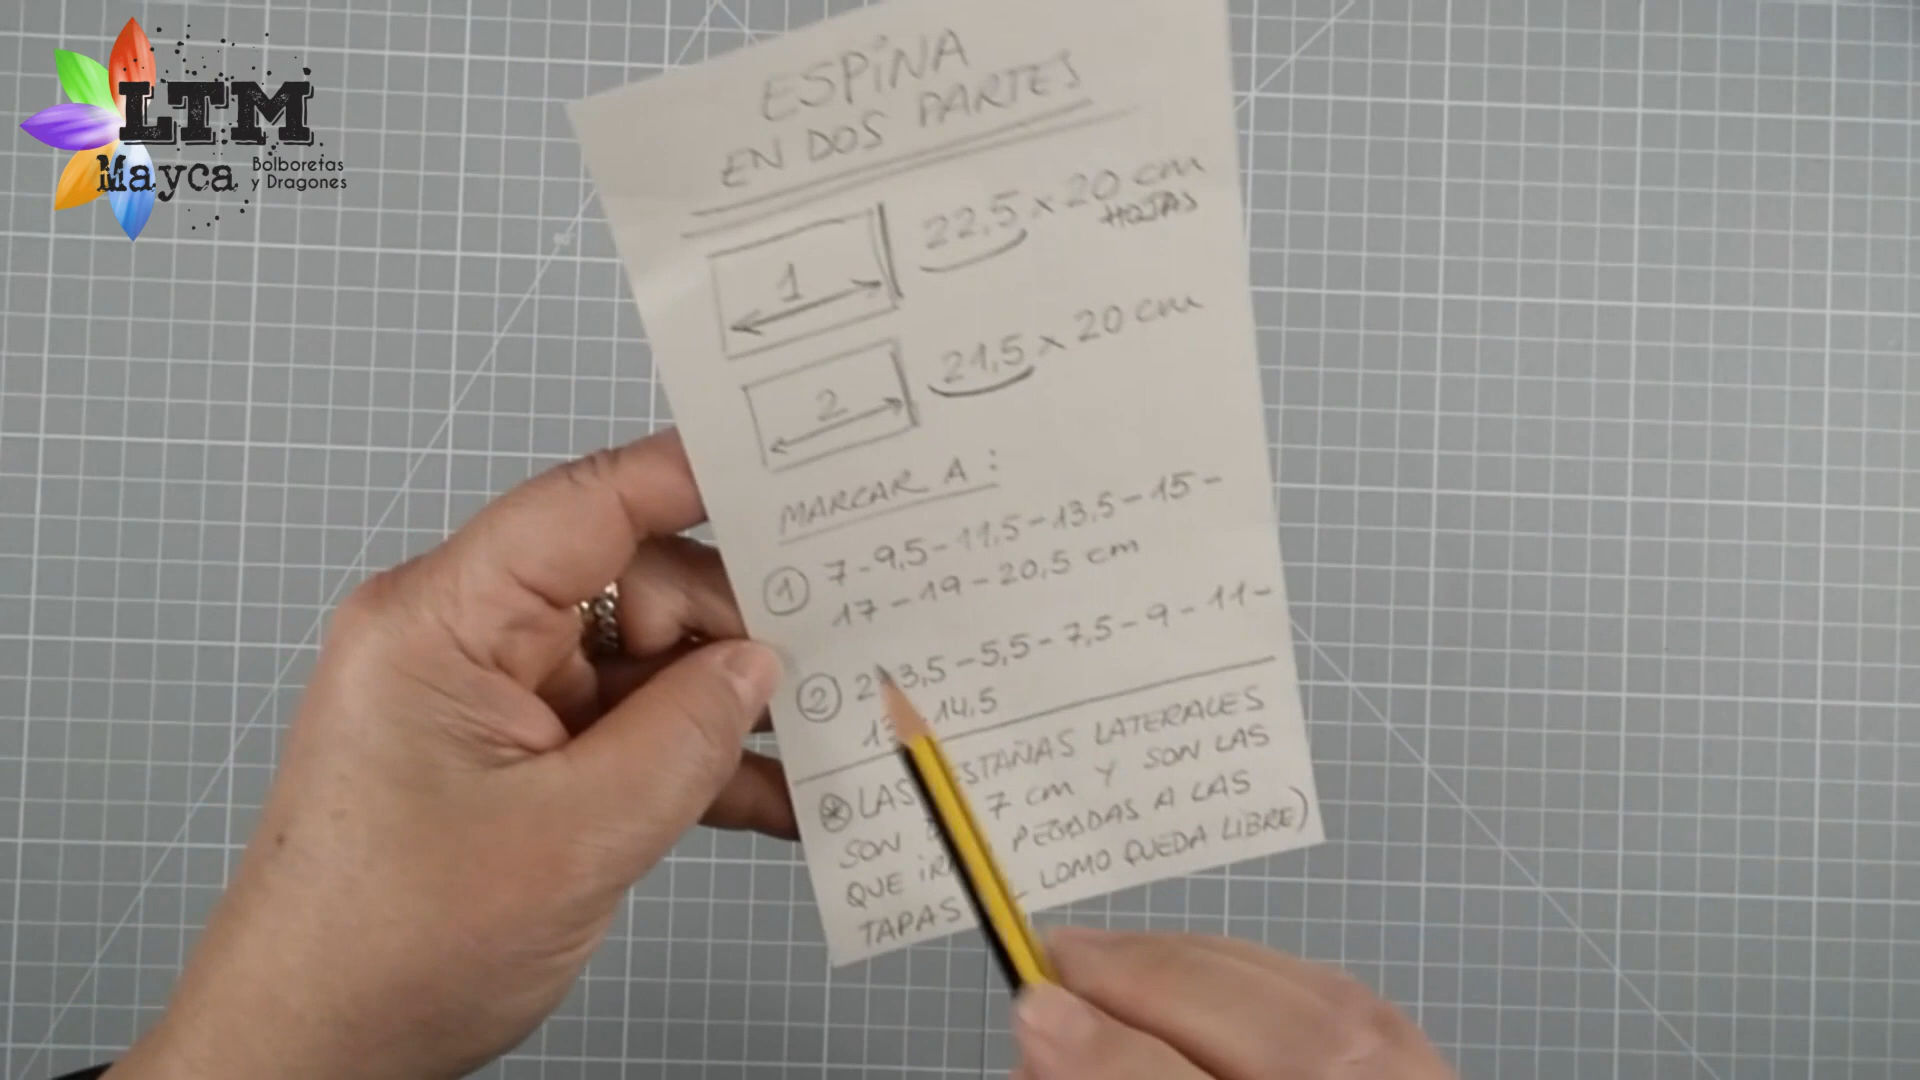 LTM
Mayca Bolboretas
y Dragones
ESPINA
EN DOS PARTES
1 22,5 x 20 cm
HOJAS
2 21,5 x 20 cm
MARCAR A:
1 7 - 9,5 - 11,5 - 13,5 - 15 -
17 - 19 - 20,5 cm
2 2 3,5 - 5,5 - 7,5 - 9 - 11 -
14,5
* LAS LATERALES
SON 7 cm Y SON LAS
QUE PEGADAS A LAS
TAPAS LOMO QUEDA LIBRE)